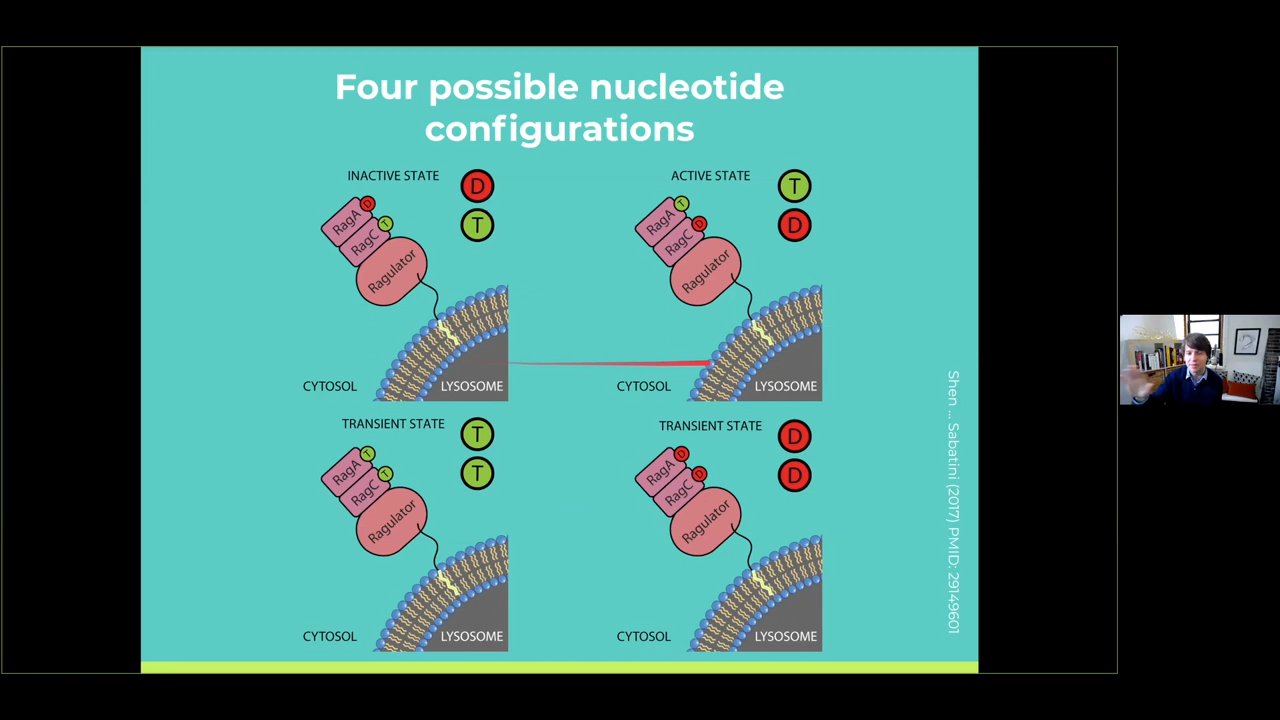 Four possible nucleotide
configurations
INACTIVE STATE
D
T
RagA
D
RagC
T
Ragulator
CYTOSOL
LYSOSOME
ACTIVE STATE
T
D
RagA
T
RagC
D
Ragulator
CYTOSOL
LYSOSOME
TRANSIENT STATE
T
T
RagA
T
RagC
T
Ragulator
CYTOSOL
LYSOSOME
TRANSIENT STATE
D
D
RagA
D
RagC
D
Ragulator
CYTOSOL
LYSOSOME
Shen ... Sabatini (2017) PMID: 29149601